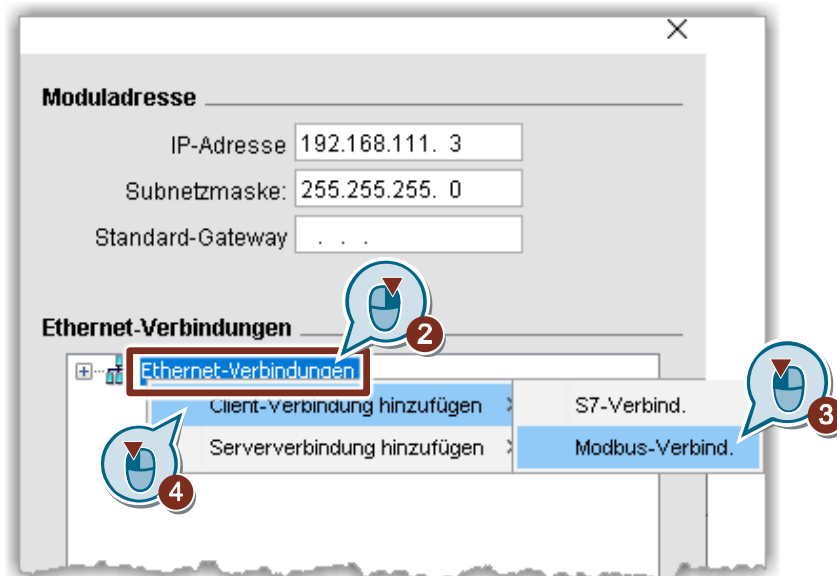 Moduladresse
IP-Adresse 192.168.111. 3
Subnetzmaske: 255.255.255. 0
Standard-Gateway . . .
Ethernet-Verbindungen
2
Ethernet-Verbindungen
Client-Verbindung hinzufügen S7-Verbind.
3
Serververbindung hinzufügen Modbus-Verbind.
4